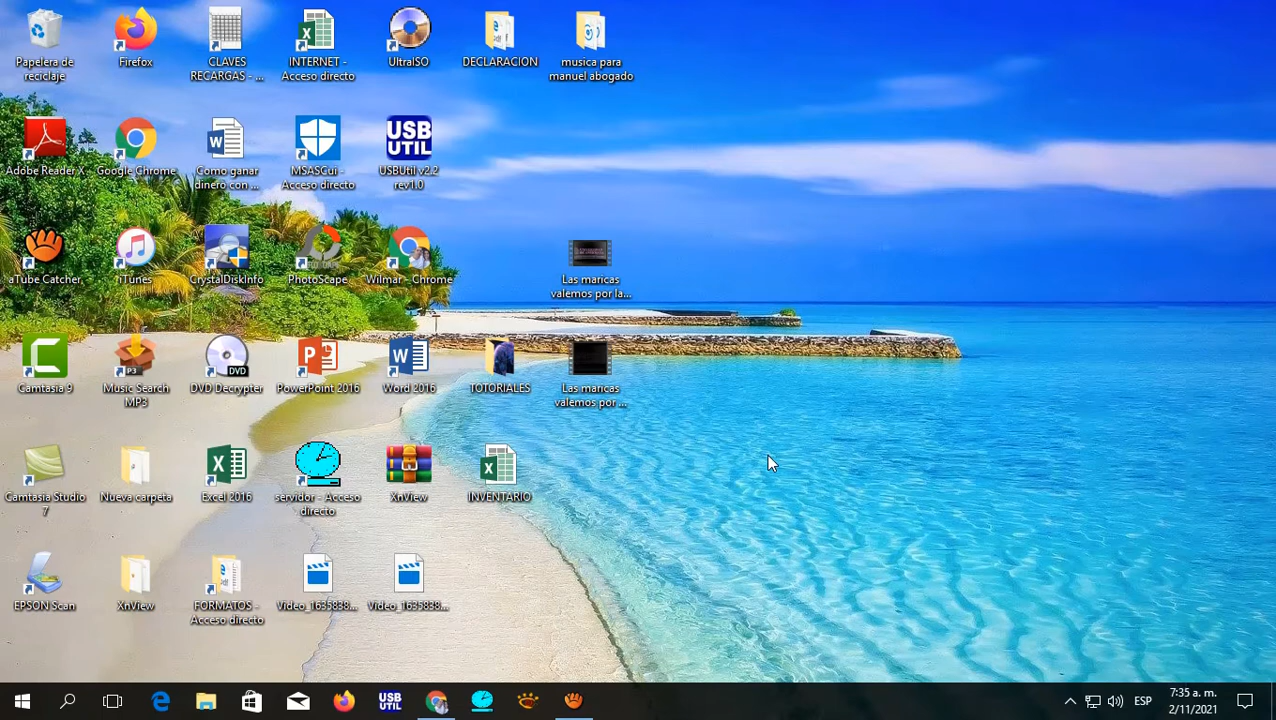 Papelera de
reciclaje
Firefox
CLAVES
RECARGAS - ...
INTERNET -
Acceso directo
UltraISO
DECLARACION
musica para
manuel abogado
Adobe Reader X
Google Chrome
Como ganar
dinero con ...
MSASCui -
Acceso directo
USB
UTIL
USBUtil v2.2
rev1.0
aTube Catcher
iTunes
CrystalDiskInfo
PhotoScape
Wilmar - Chrome
Las maricas
valemos por la...
Camtasia 9
P3
Music Search
MP3
DVD
DVD Decrypter
PowerPoint 2016
Word 2016
TOTORIALES
Las maricas
valemos por ...
Camtasia Studio
7
Nueva carpeta
Excel 2016
servidor - Acceso
directo
XnView
INVENTARIO
EPSON Scan
XnView
FORMATOS -
Acceso directo
Video_1635838...
Video_1635838...
USB
UTIL
ESP
7:35 a. m.
2/11/2021